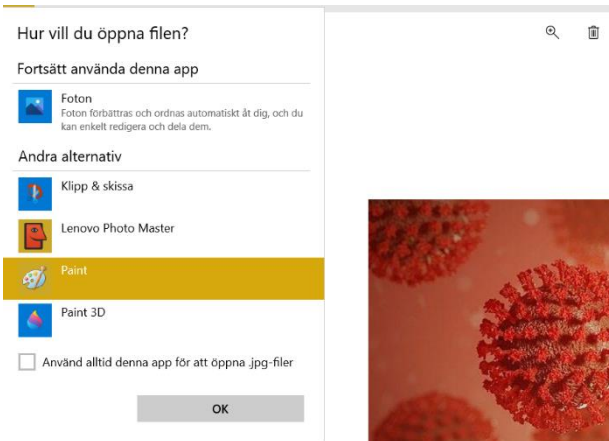 Hur vill du öppna filen?
Fortsätt använda denna app
Foton
Foton förbättras och ordnas automatiskt åt dig, och du
kan enkelt redigera och dela dem.
Andra alternativ
Klipp & skissa
Lenovo Photo Master
Paint
Paint 3D
Använd alltid denna app för att öppna .jpg-filer
OK